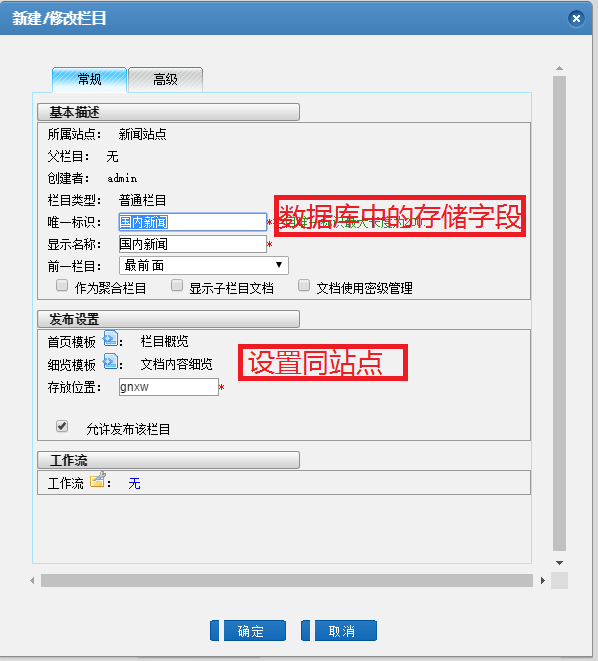 新建/修改栏目
常规 高级
基本描述
所属站点： 新闻站点
父栏目： 无
创建者： admin
栏目类型： 普通栏目
唯一标识： 国内新闻 *
数据库中的存储字段
显示名称： 国内新闻 *
前一栏目： 最前面
作为聚合栏目 显示子栏目文档 文档使用密级管理
发布设置
首页模板 ： 栏目概览
细览模板 ： 文档内容细览
设置同站点
存放位置： gnxw *
允许发布该栏目
工作流
工作流 ： 无
确定 取消